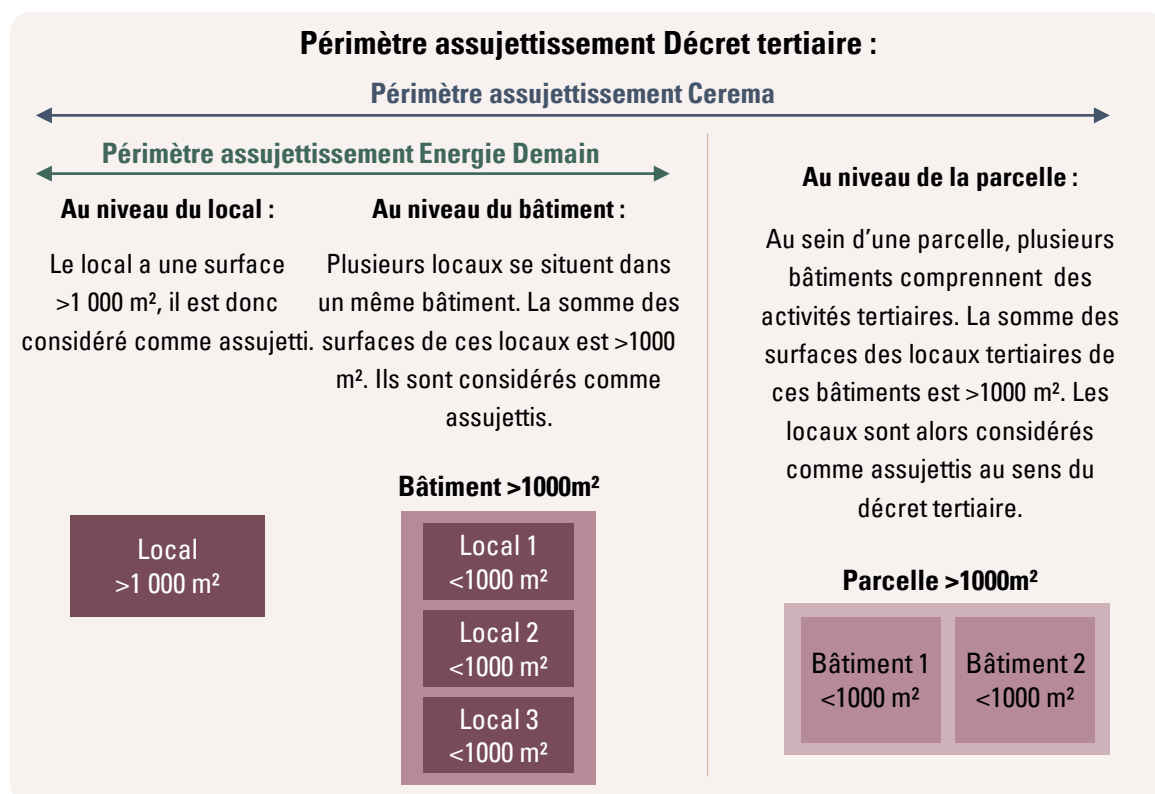 Périmètre assujettissement Décret tertiaire :
Périmètre assujettissement Cerema
Périmètre assujettissement Energie Demain
Au niveau du local :
Le local a une surface
>1 000 m², il est donc
considéré comme assujetti.
Au niveau du bâtiment :
Plusieurs locaux se situent dans
un même bâtiment. La somme des
surfaces de ces locaux est >1000
m². Ils sont considérés comme
assujettis.
Au niveau de la parcelle :
Au sein d’une parcelle, plusieurs
bâtiments comprennent des
activités tertiaires. La somme des
surfaces des locaux tertiaires de
ces bâtiments est >1000 m². Les
locaux sont alors considérés
comme assujettis au sens du
décret tertiaire.
Local
>1 000 m²
Bâtiment >1000m²
Local 1
<1000 m²
Local 2
<1000 m²
Local 3
<1000 m²
Parcelle >1000m²
Bâtiment 1
<1000 m²
Bâtiment 2
<1000 m²